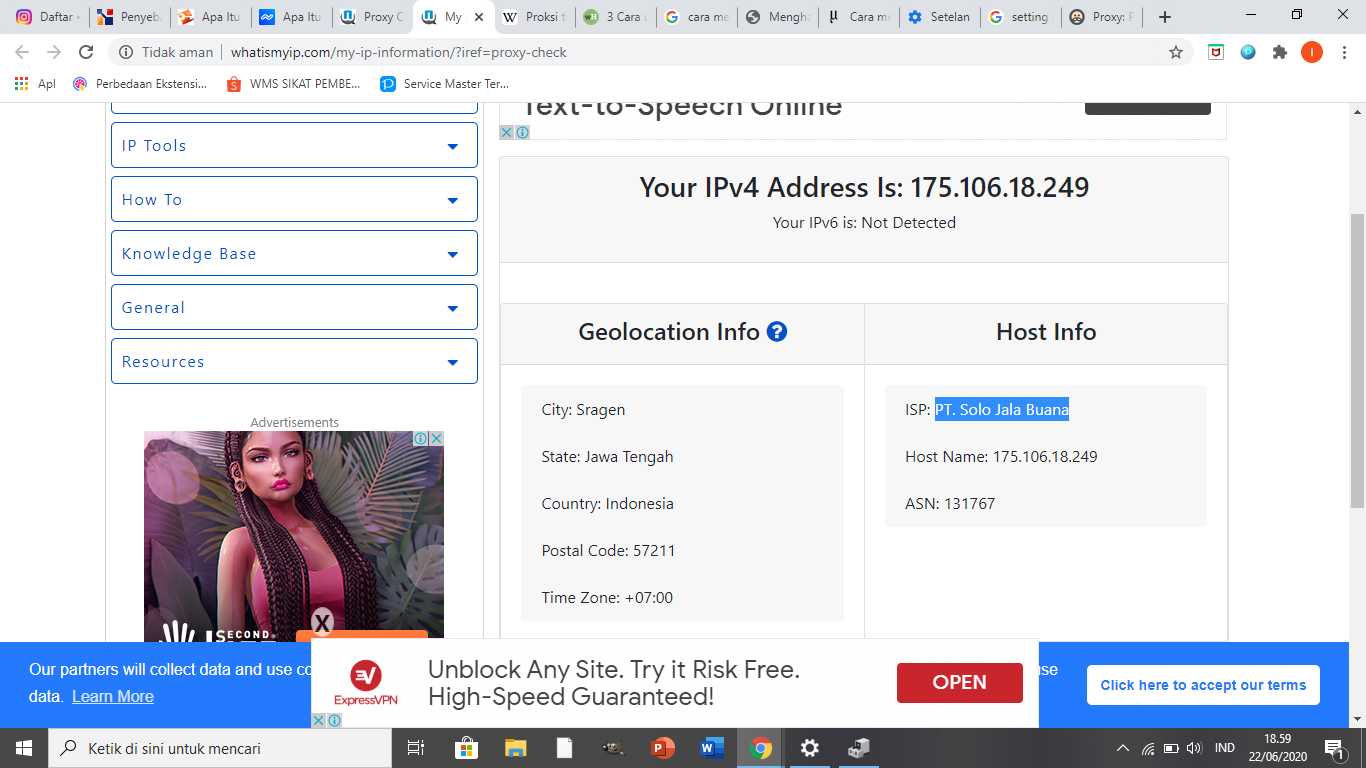 Daftar
Penyeb
Apa Itu
Apa Itu
Proxy C
My
Proksi t
3 Cara u
cara me
Mengha
Cara me
Setelan
setting
Proxy: P
Tidak aman
whatismyip.com/my-ip-information/?iref=proxy-check
Apl
Perbedaan Ekstensi...
WMS SIKAT PEMBE...
Service Master Ter...
Text-to-Speech Online
IP Tools
How To
Knowledge Base
General
Resources
Advertisements
Your IPv4 Address Is: 175.106.18.249
Your IPv6 is: Not Detected
Geolocation Info
City: Sragen
State: Jawa Tengah
Country: Indonesia
Postal Code: 57211
Time Zone: +07:00
Host Info
ISP: PT. Solo Jala Buana
Host Name: 175.106.18.249
ASN: 131767
SECOND
X
Our partners will collect data and use co
use
data. Learn More
ExpressVPN
Unblock Any Site. Try it Risk Free.
High-Speed Guaranteed!
OPEN
Click here to accept our terms
Ketik di sini untuk mencari
IND
18.59
22/06/2020
1